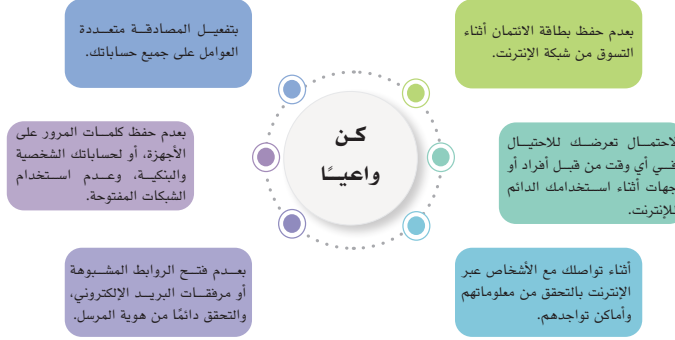 كن
واعيًا
بعدم حفظ بطاقة الائتمان أثناء
التسوق من شبكة الإنترنت.
لاحتمال تعرضك للاحتيال
في أي وقت من قبل أفراد أو
جهات أثناء استخدامك الدائم
للإنترنت.
أثناء تواصلك مع الأشخاص عبر
الإنترنت بالتحقق من معلوماتهم
وأماكن تواجدهم.
بتفعيل المصادقة متعددة
العوامل على جميع حساباتك.
بعدم حفظ كلمات المرور على
الأجهزة، أو لحساباتك الشخصية
والبنكية، وعدم استخدام
الشبكات المفتوحة.
بعدم فتح الروابط المشبوهة
أو مرفقات البريد الإلكتروني،
والتحقق دائمًا من هوية المرسل.